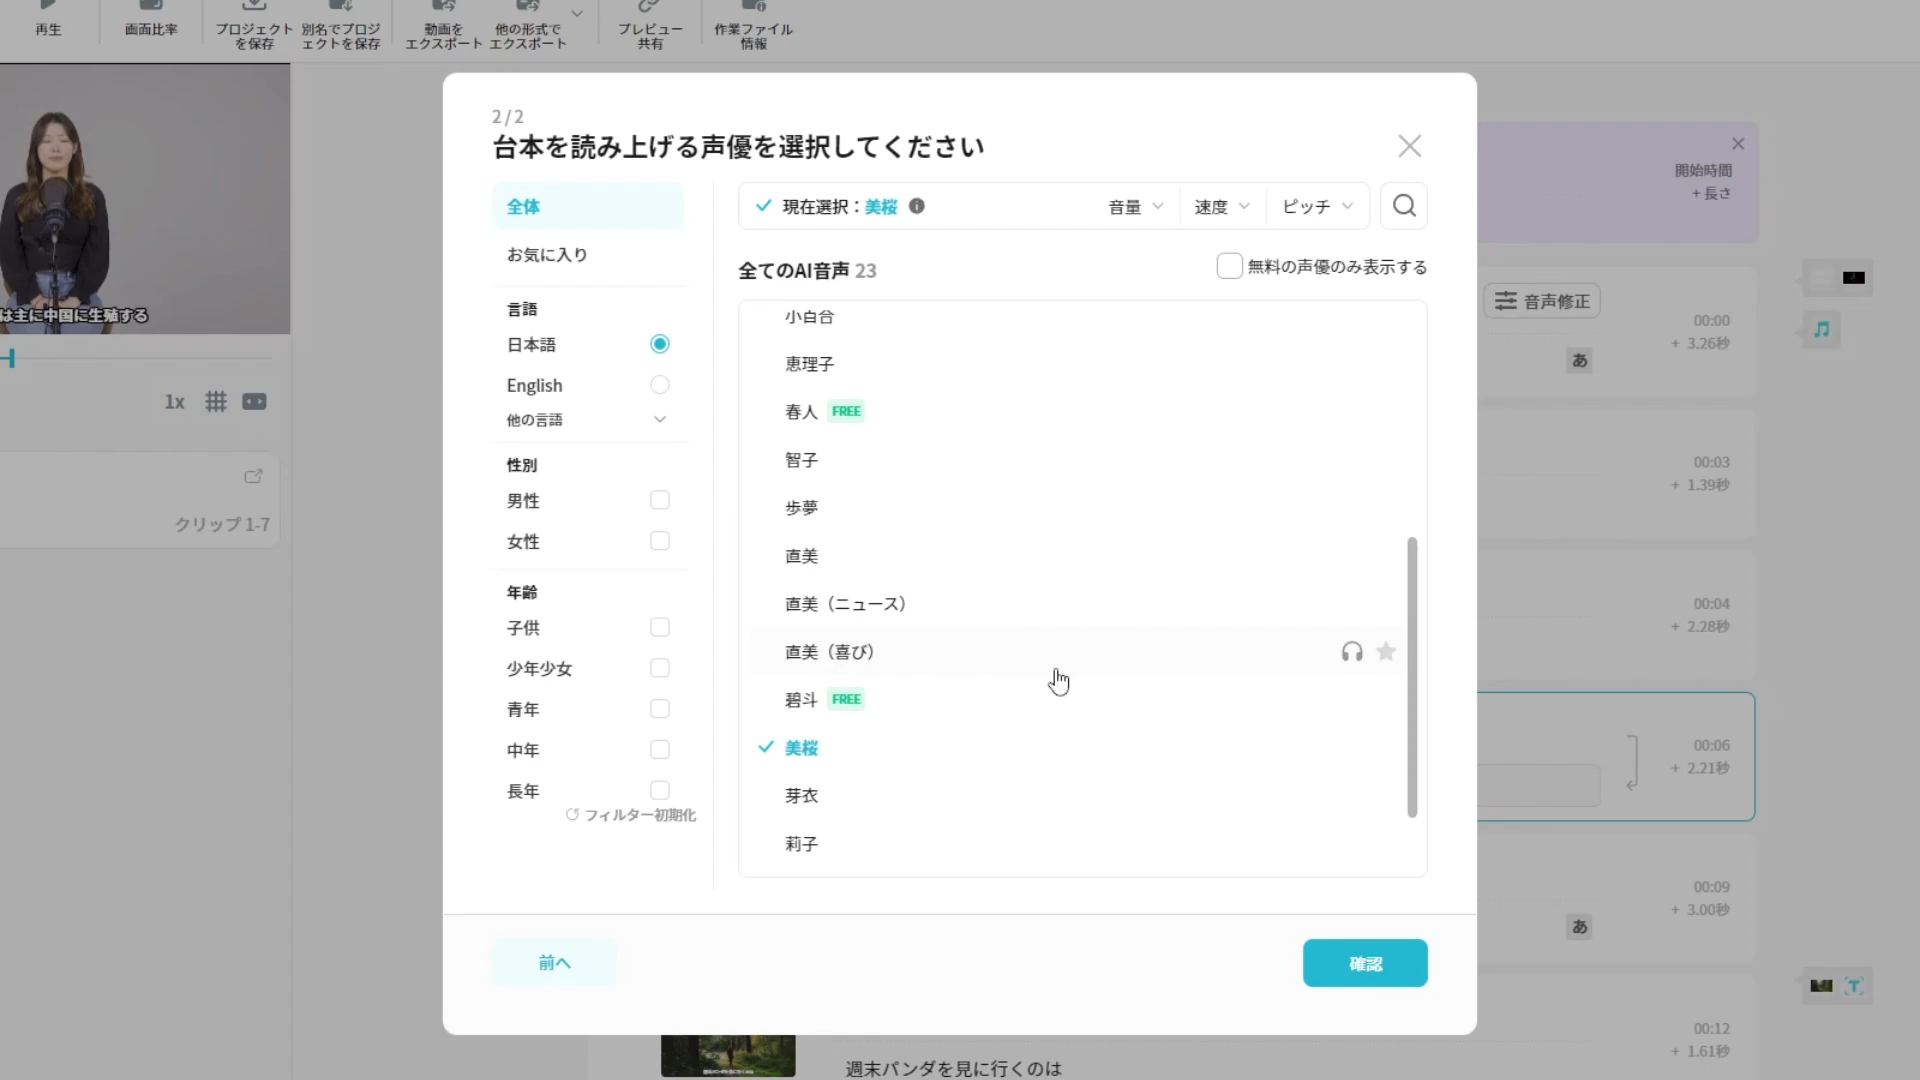 再生
画面比率
プロジェクト
を保存
別名でプロジ
ェクトを保存
動画を
エクスポート
他の形式で
エクスポート
プレビュー
共有
作業ファイル
情報
は主に中国に生殖する
1x
クリップ 1-7
2/2
台本を読み上げる声優を選択してください
全体
お気に入り
言語
日本語
English
他の言語
性別
男性
女性
年齢
子供
少年少女
青年
中年
長年
フィルター初期化
現在選択：美桜
音量
速度
ピッチ
全てのAI音声 23
無料の声優のみ表示する
小百合
恵理子
春人 FREE
智子
歩夢
直美
直美（ニュース）
直美（喜び）
碧斗 FREE
美桜
芽衣
莉子
前へ
確認
開始時間
+ 長さ
音声修正
00:00
+ 3.26秒
あ
00:03
+ 1.39秒
00:04
+ 2.28秒
00:06
+ 2.21秒
00:09
+ 3.00秒
あ
00:12
+ 1.61秒
週末パンダを見に行くのは